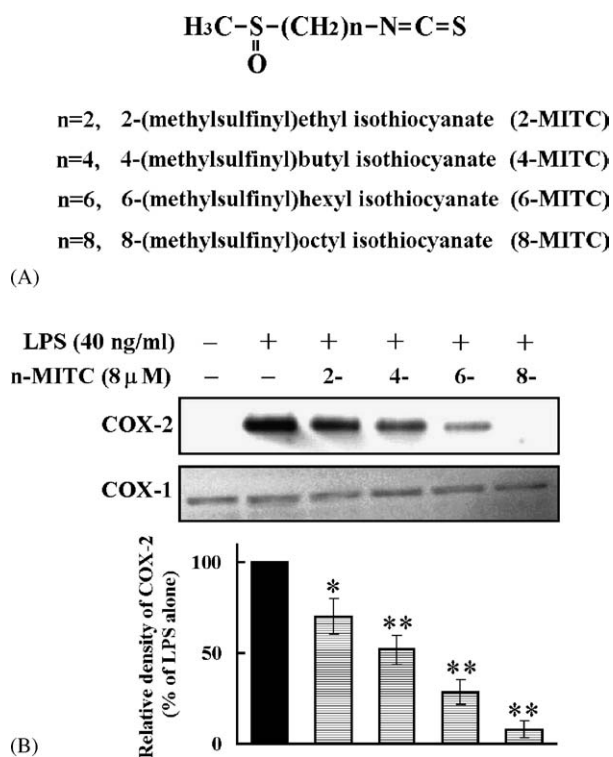 H3C-S-(CH2)n-N=C=S
O
n=2, 2-(methylsulfinyl)ethyl isothiocyanate (2-MITC)
n=4, 4-(methylsulfinyl)butyl isothiocyanate (4-MITC)
n=6, 6-(methylsulfinyl)hexyl isothiocyanate (6-MITC)
n=8, 8-(methylsulfinyl)octyl isothiocyanate (8-MITC)
(A)
LPS (40 ng/ml) – + + + + +
n-MITC (8 μM) – – 2- 4- 6- 8-
COX-2
COX-1
Relative density of COX-2
(% of LPS alone)
100
50
0
* ** ** **
(B)